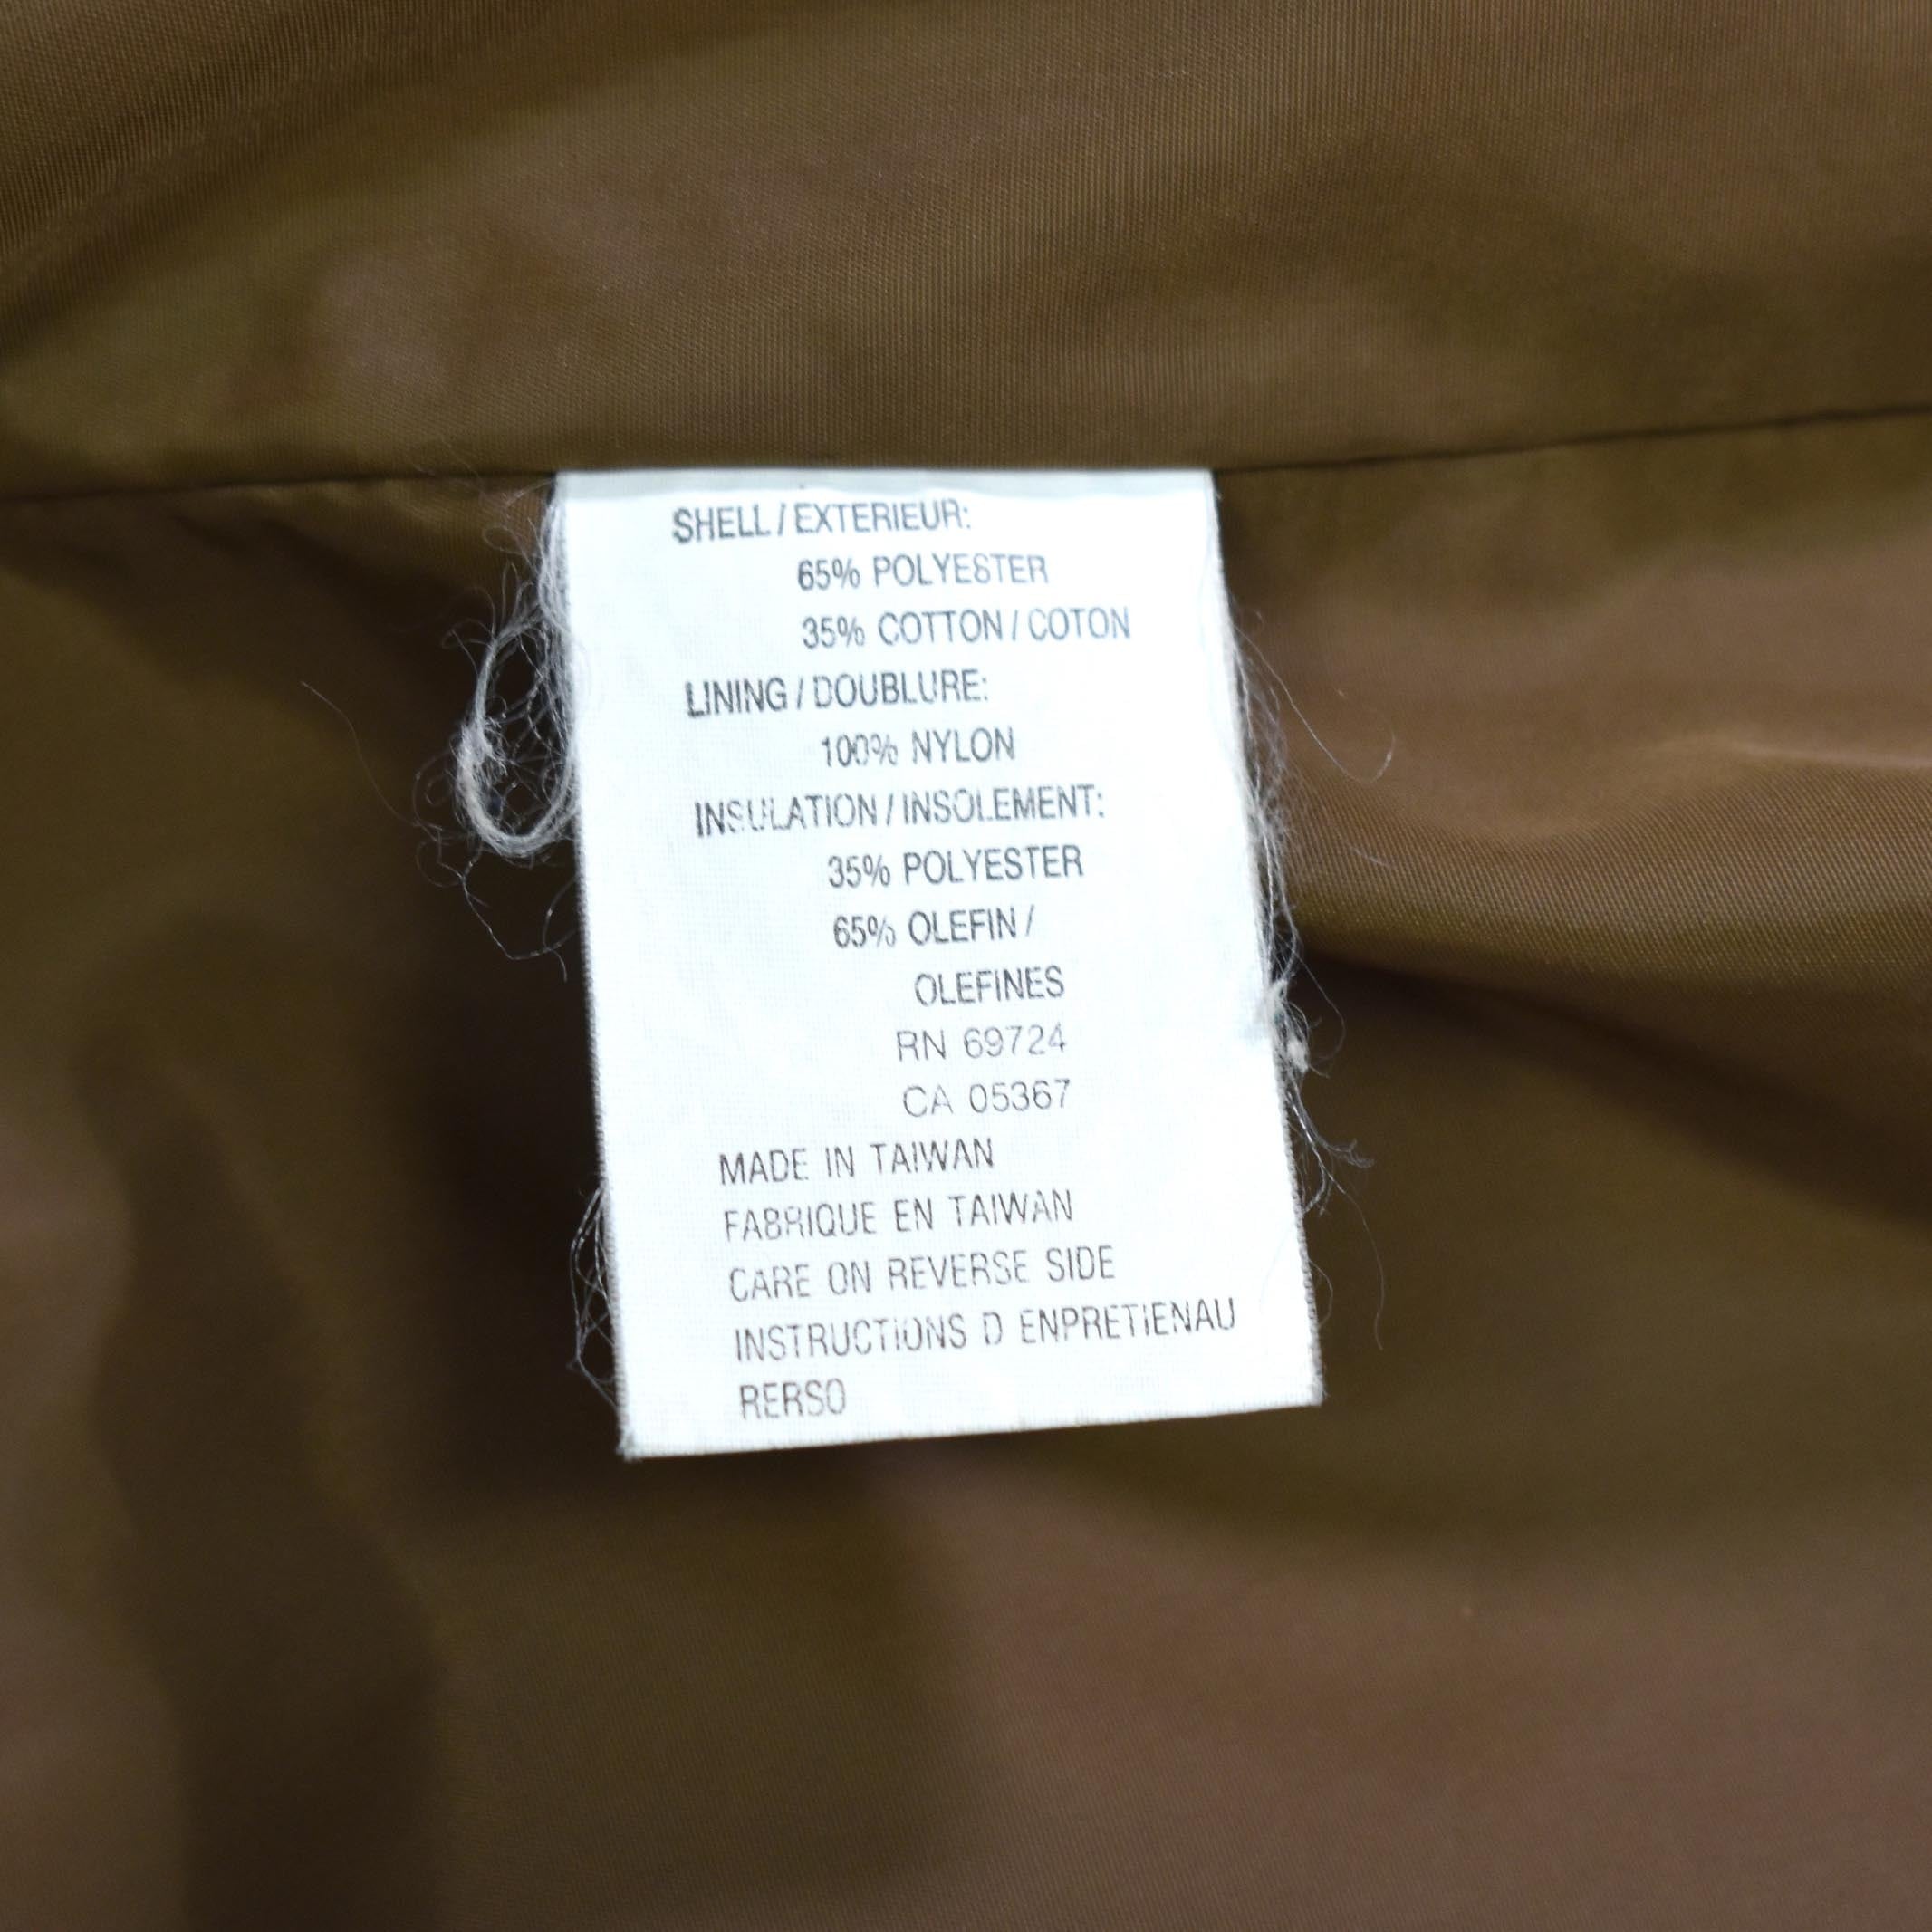 SHELL / EXTERIEUR:
65% POLYESTER
35% COTTON / COTON
LINING / DOUBLURE:
100% NYLON
INSULATION / INSOLEMENT:
35% POLYESTER
65% OLEFIN /
OLEFINES
RN 69724
CA 05367
MADE IN TAIWAN
FABRIQUE EN TAIWAN
CARE ON REVERSE SIDE
INSTRUCTIONS D ENPRETIENAU
RERSO